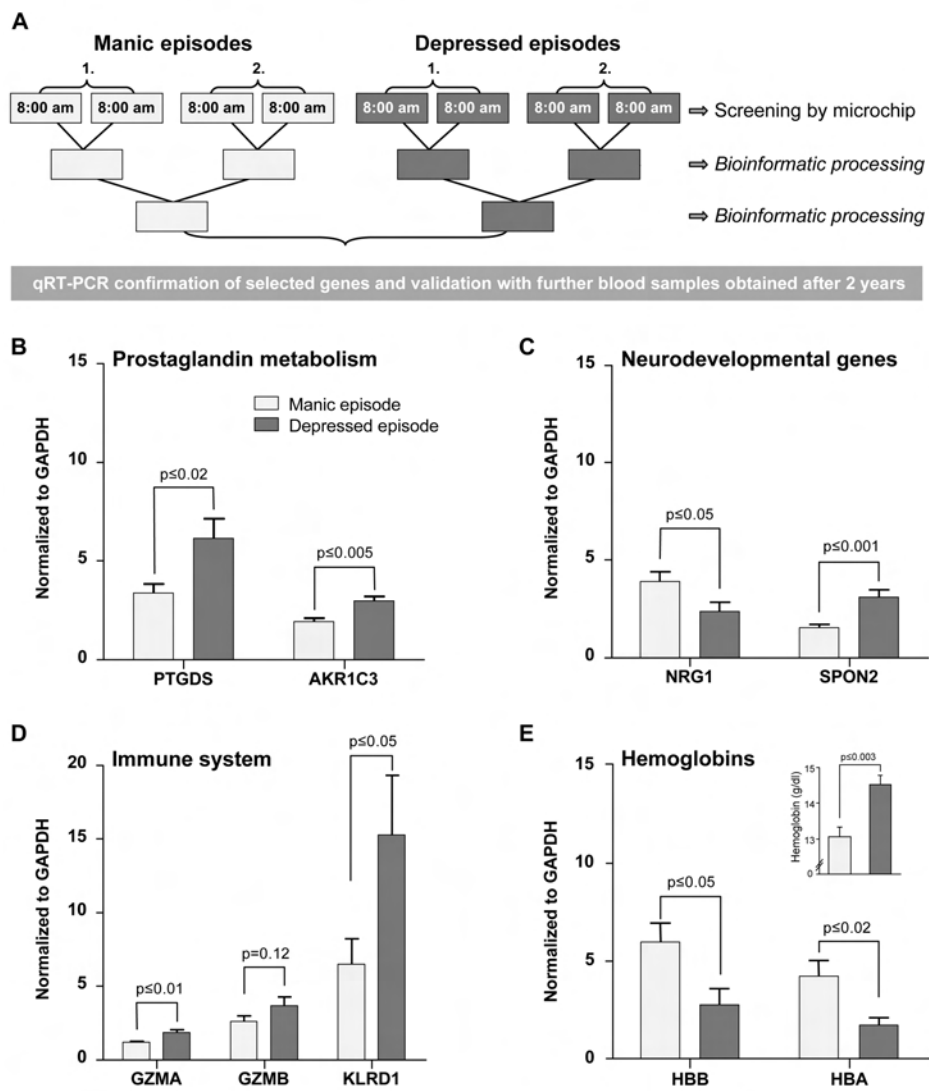 A
Manic episodes
Depressed episodes
1.
2.
1.
2.
8:00 am
8:00 am
8:00 am
8:00 am
8:00 am
8:00 am
8:00 am
8:00 am
⇒ Screening by microchip
⇒ Bioinformatic processing
⇒ Bioinformatic processing
qRT-PCR confirmation of selected genes and validation with further blood samples obtained after 2 years
B
Prostaglandin metabolism
Normalized to GAPDH
15
10
5
0
Manic episode
Depressed episode
p≤0.02
p≤0.005
PTGDS
AKR1C3
C
Neurodevelopmental genes
Normalized to GAPDH
15
10
5
0
p≤0.05
p≤0.001
NRG1
SPON2
D
Immune system
Normalized to GAPDH
20
15
10
5
0
p≤0.01
p=0.12
p≤0.05
GZMA
GZMB
KLRD1
E
Hemoglobins
Normalized to GAPDH
15
10
5
0
p≤0.05
p≤0.02
HBB
HBA
Hemoglobin (g/dl)
15
14
13
0
p≤0.003